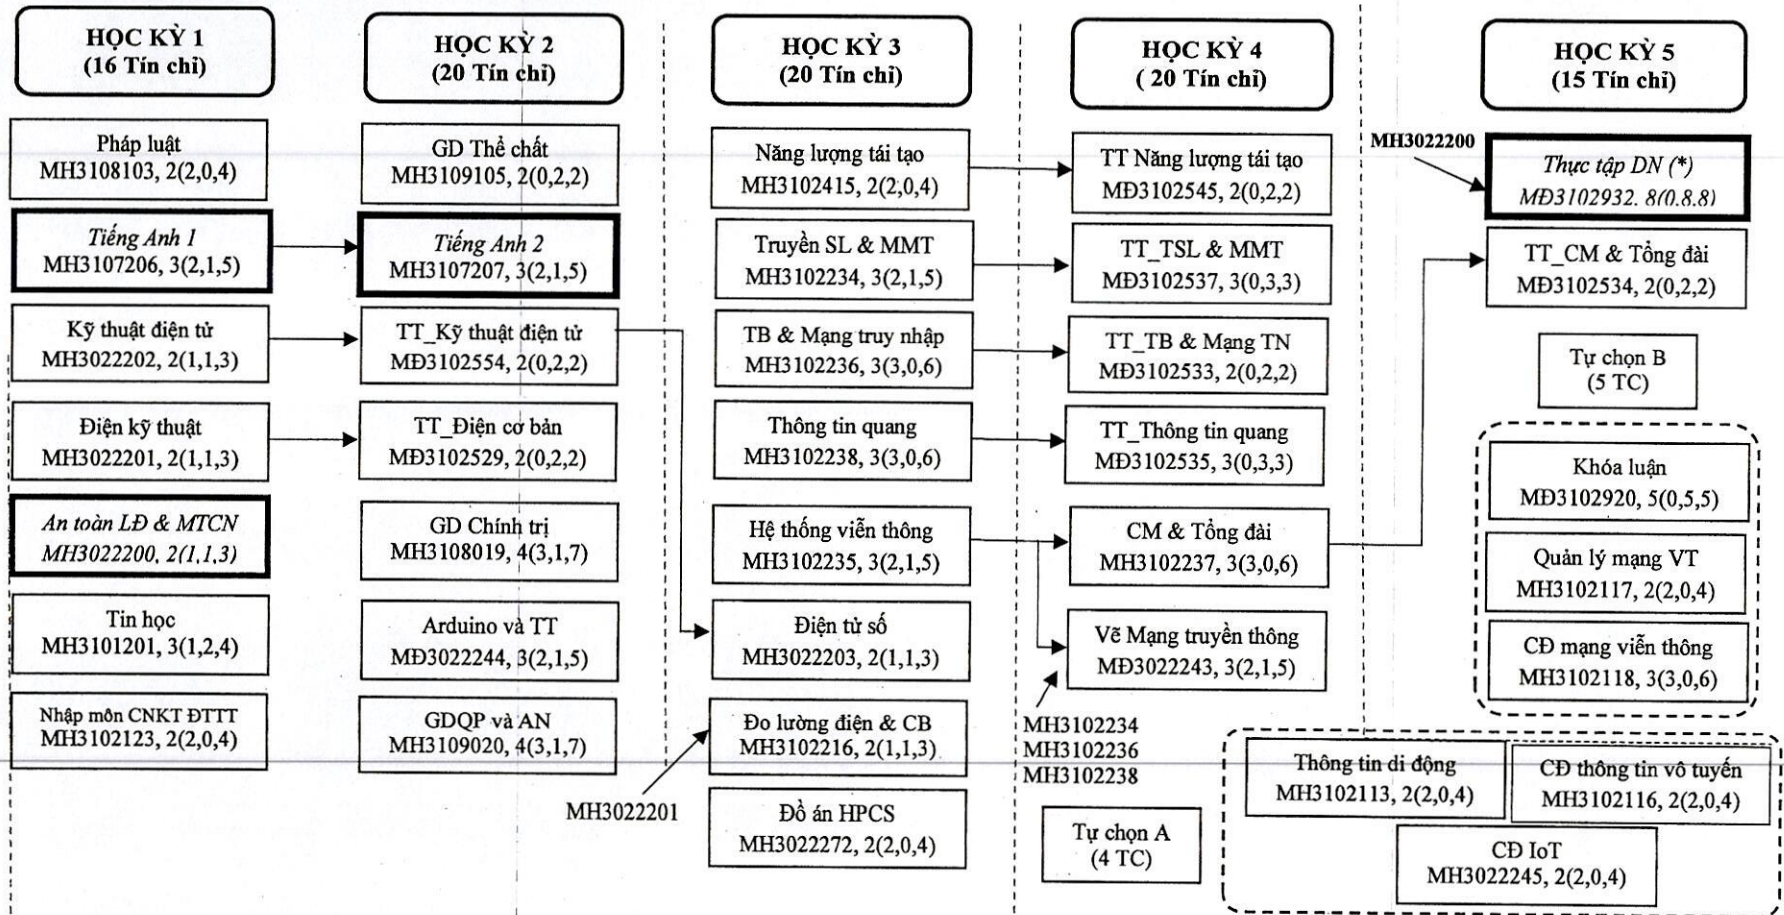 HỌC KỲ 1
(16 Tín chỉ)
Pháp luật
MH3108103, 2(2,0,4)
Tiếng Anh 1
MH3107206, 3(2,1,5)
Kỹ thuật điện tử
MH3022202, 2(1,1,3)
Điện kỹ thuật
MH3022201, 2(1,1,3)
An toàn LĐ & MTCN
MH3022200, 2(1,1,3)
Tin học
MH3101201, 3(1,2,4)
Nhập môn CNKT ĐTTT
MH3102123, 2(2,0,4)
HỌC KỲ 2
(20 Tín chỉ)
GD Thể chất
MH3109105, 2(0,2,2)
Tiếng Anh 2
MH3107207, 3(2,1,5)
TT_Kỹ thuật điện tử
MĐ3102554, 2(0,2,2)
TT_Điện cơ bản
MĐ3102529, 2(0,2,2)
GD Chính trị
MH3108019, 4(3,1,7)
Arduino và TT
MĐ3022244, 3(2,1,5)
GDQP và AN
MH3109020, 4(3,1,7)
HỌC KỲ 3
(20 Tín chỉ)
Năng lượng tái tạo
MH3102415, 2(2,0,4)
Truyền SL & MMT
MH3102234, 3(2,1,5)
TB & Mạng truy nhập
MH3102236, 3(3,0,6)
Thông tin quang
MH3102238, 3(3,0,6)
Hệ thống viễn thông
MH3102235, 3(2,1,5)
Điện tử số
MH3022203, 2(1,1,3)
Đo lường điện & CB
MH3102216, 2(1,1,3)
MH3022201
Đồ án HPCS
MH3022272, 2(2,0,4)
HỌC KỲ 4
( 20 Tín chỉ)
TT Năng lượng tái tạo
MĐ3102545, 2(0,2,2)
TT_TSL & MMT
MĐ3102537, 3(0,3,3)
TT_TB & Mạng TN
MĐ3102533, 2(0,2,2)
TT_Thông tin quang
MĐ3102535, 3(0,3,3)
CM & Tổng đài
MH3102237, 3(3,0,6)
Vẽ Mạng truyền thông
MĐ3022243, 3(2,1,5)
MH3102234
MH3102236
MH3102238
Tự chọn A
(4 TC)
HỌC KỲ 5
(15 Tín chỉ)
MH3022200
Thực tập DN (*)
MĐ3102932, 8(0,8,8)
TT_CM & Tổng đài
MĐ3102534, 2(0,2,2)
Tự chọn B
(5 TC)
Khóa luận
MĐ3102920, 5(0,5,5)
Quản lý mạng VT
MH3102117, 2(2,0,4)
CĐ mạng viễn thông
MH3102118, 3(3,0,6)
Thông tin di động
MH3102113, 2(2,0,4)
CĐ thông tin vô tuyến
MH3102116, 2(2,0,4)
CĐ IoT
MH3022245, 2(2,0,4)